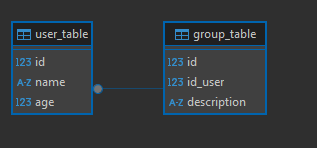 user_table
123 id
A-Z name
123 age
group_table
123 id
123 id_user
A-Z description